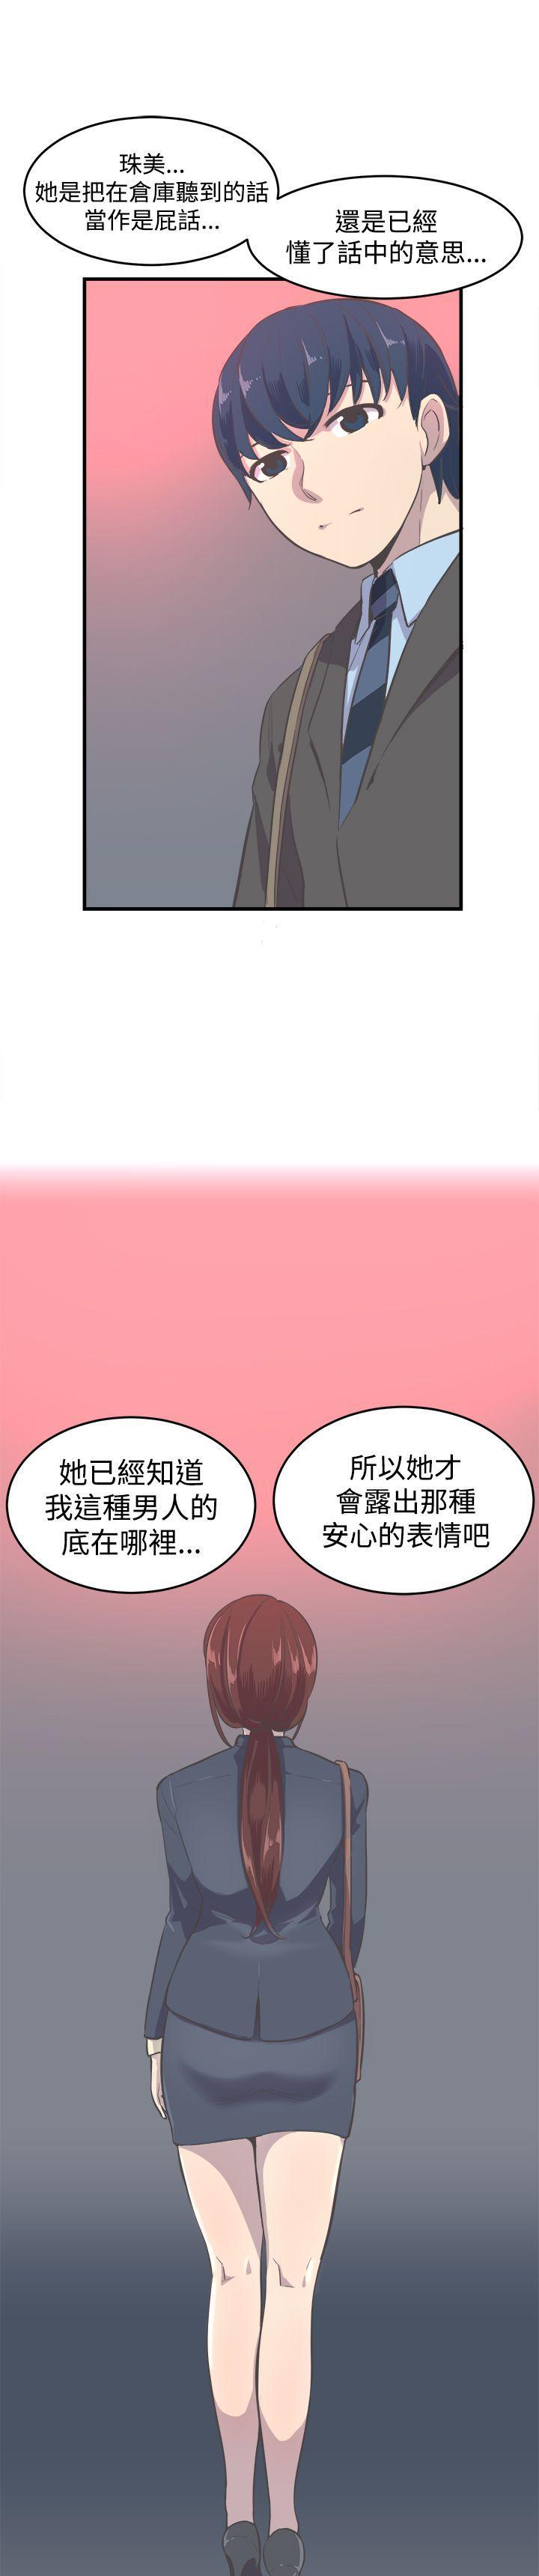 珠美...
她是把在倉庫聽到的話
當作是屁話...
還是已經
懂了話中的意思...
她已經知道
我這種男人的
底在哪裡...
所以她才
會露出那種
安心的表情吧